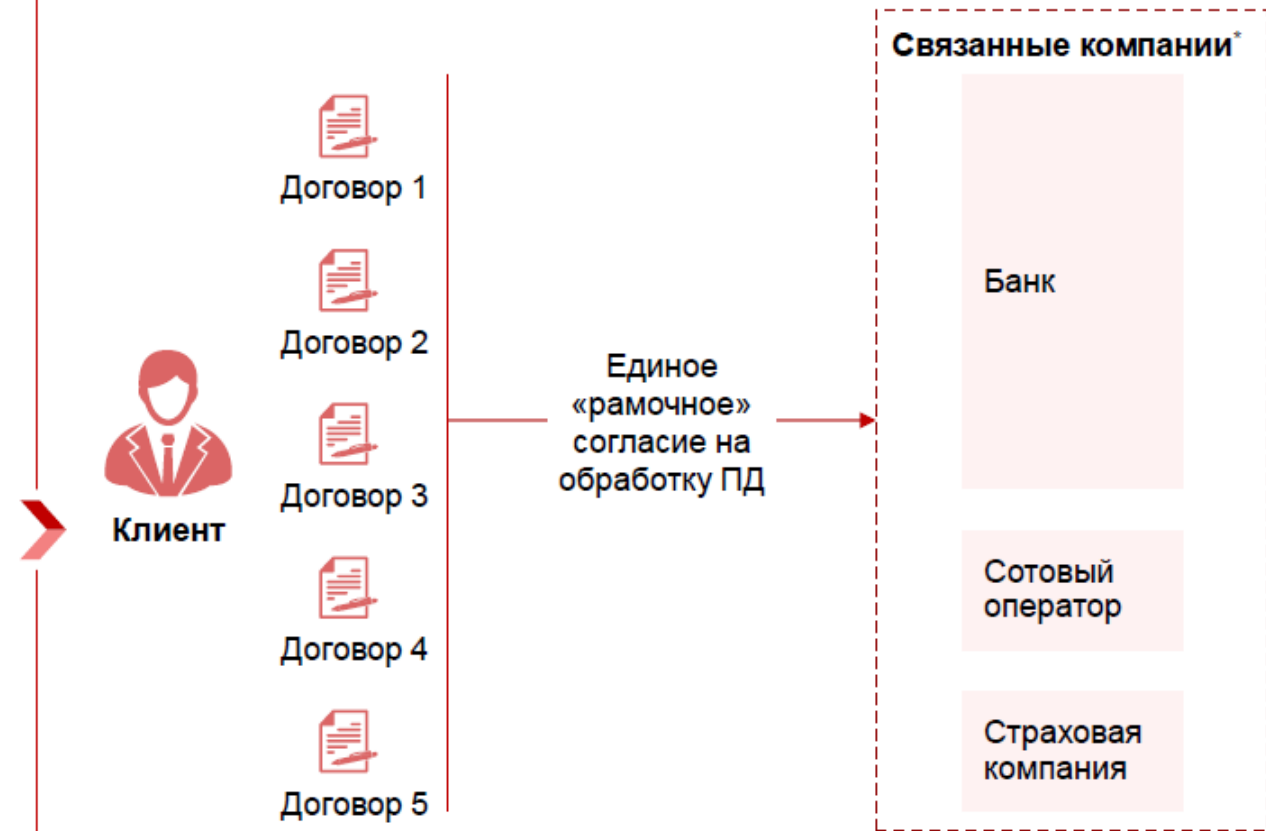 Связанные компании*
Договор 1
Договор 2
Договор 3
Договор 4
Договор 5
Клиент
Единое
«рамочное»
согласие на
обработку ПД
Банк
Сотовый
оператор
Страховая
компания